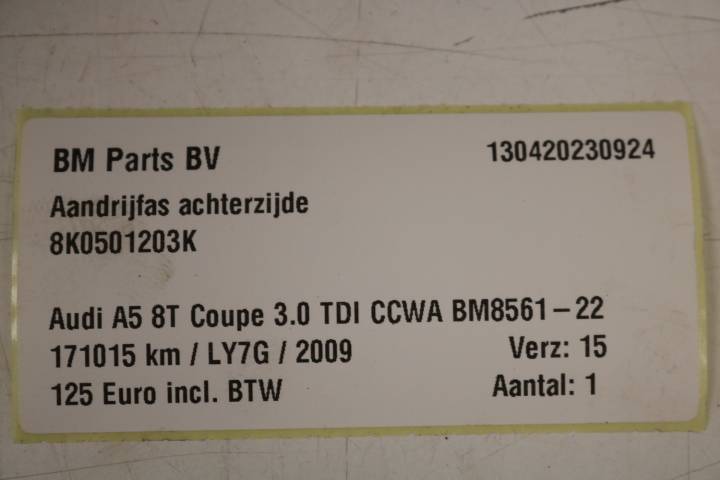 BM Parts BV 130420230924
Aandrijfas achterzijde
8K0501203K
Audi A5 8T Coupe 3.0 TDI CCWA BM8561-22
171015 km / LY7G / 2009 Verz: 15
125 Euro incl. BTW Aantal: 1